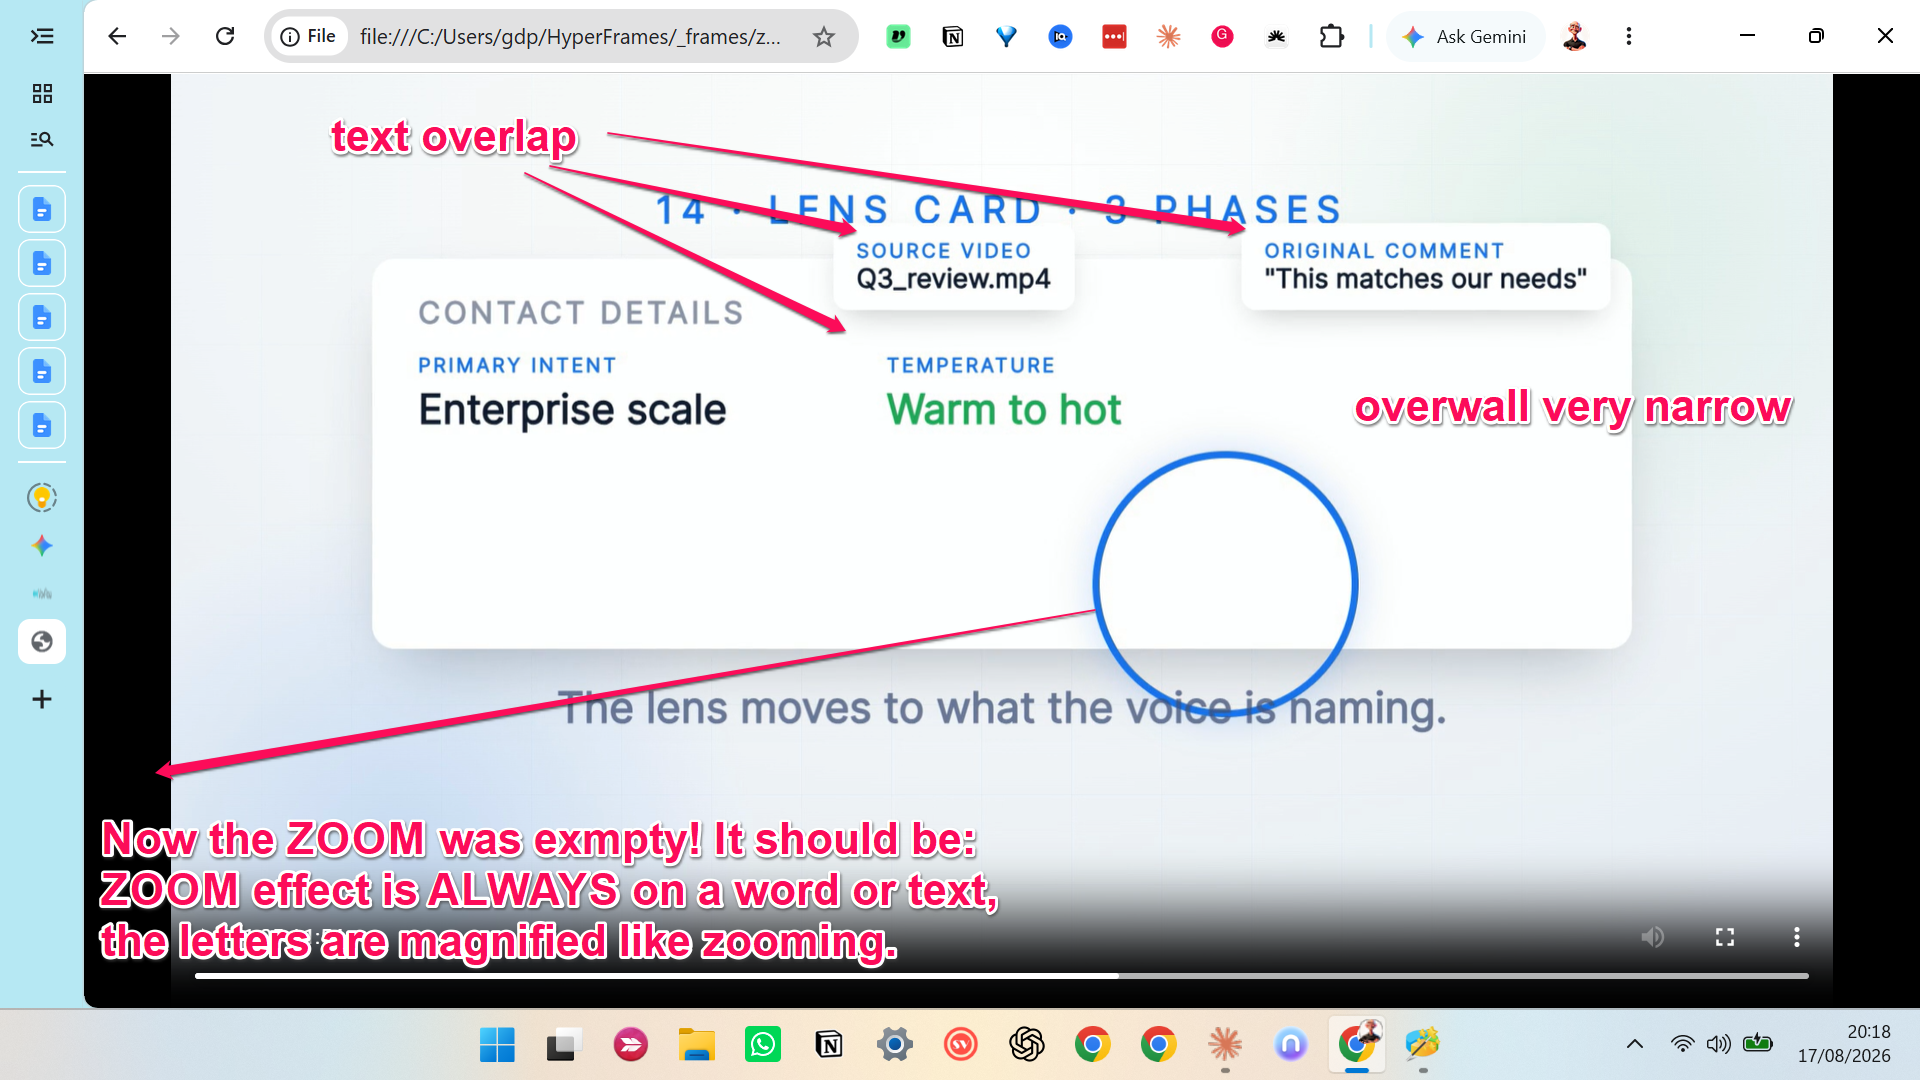 File
file:///C:/Users/gdp/HyperFrames/_frames/z...
Ask Gemini
text overlap
14 · LENS CARD · 3 PHASES
SOURCE VIDEO
Q3_review.mp4
ORIGINAL COMMENT
"This matches our needs"
CONTACT DETAILS
PRIMARY INTENT
Enterprise scale
TEMPERATURE
Warm to hot
overwall very narrow
The lens moves to what the voice is naming.
Now the ZOOM was exmpty! It should be:
ZOOM effect is ALWAYS on a word or text,
the letters are magnified like zooming.
20:18
17/08/2026